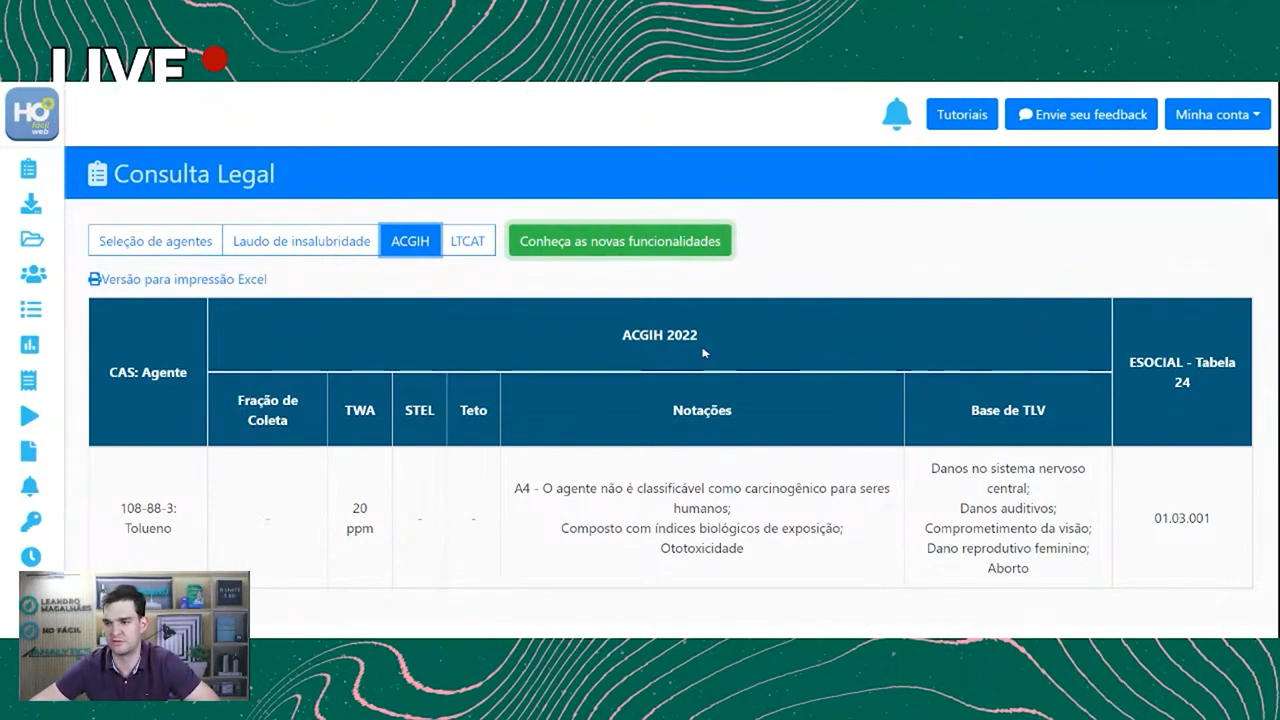 LIVE
HO
fácil
web
Tutoriais
Envie seu feedback
Minha conta
Consulta Legal
Seleção de agentes
Laudo de insalubridade
ACGIH
LTCAT
Conheça as novas funcionalidades
Versão para impressão Excel
CAS: Agente
ACGIH 2022
ESOCIAL - Tabela
24
Fração de
Coleta
TWA
STEL
Teto
Notações
Base de TLV
108-88-3:
Tolueno
-
20
ppm
-
-
A4 - O agente não é classificável como carcinogênico para seres
humanos;
Composto com índices biológicos de exposição;
Ototoxicidade
Danos no sistema nervoso
central;
Danos auditivos;
Comprometimento da visão;
Dano reprodutivo feminino;
Aborto
01.03.001
LEANDRO
MAGALHÃES
HO FÁCIL
ANALYTICS